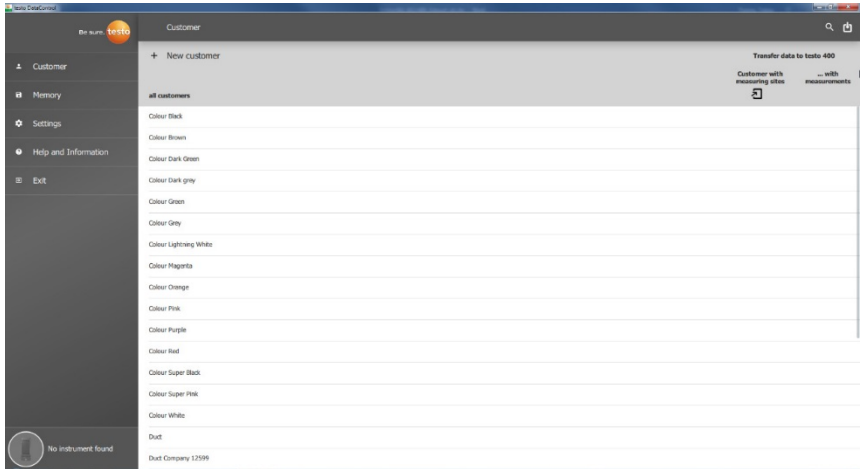 testo DataControl
Be sure. testo
Customer
Customer
Memory
Settings
Help and Information
Exit
No instrument found
+ New customer
Transfer data to testo 400
Customer with
measuring sites
... with
measurements
all customers
Colour Black
Colour Brown
Colour Dark Green
Colour Dark grey
Colour Green
Colour Grey
Colour Lightning White
Colour Magenta
Colour Orange
Colour Pink
Colour Purple
Colour Red
Colour Super Black
Colour Super Pink
Colour White
Duct
Duct Company 12599